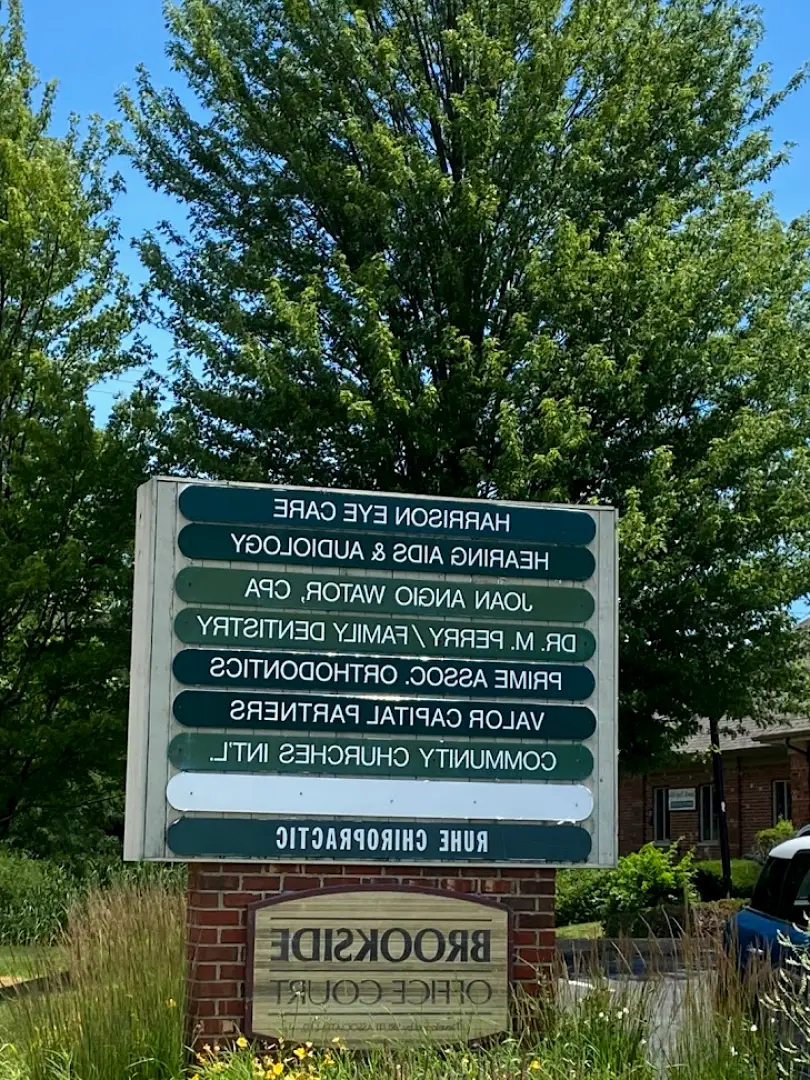 HARRISON EYE CARE
HEARING AIDS & AUDIOLOGY
JOAN ANGIO WATOR, CPA
DR. M. PERRY/FAMILY DENTISTRY
PRIME ASSOC. ORTHODONTICS
VALOR CAPITAL PARTNERS
COMMUNITY CHURCHES INT'L.
RUHE CHIROPRACTIC
BROOKSIDE
OFFICE COURT